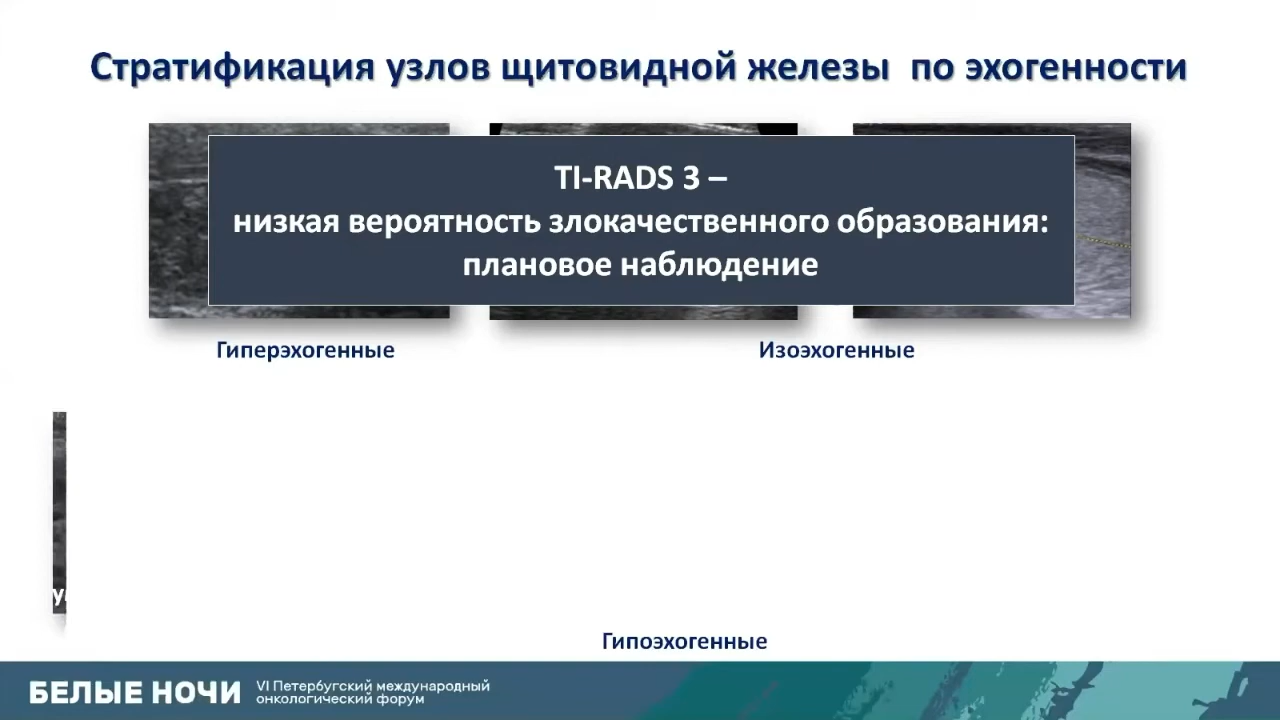 Стратификация узлов щитовидной железы по эхогенности
TI-RADS 3 –
низкая вероятность злокачественного образования:
плановое наблюдение
Гиперэхогенные
Изоэхогенные
Гипоэхогенные
БЕЛЫЕ НОЧИ
VI Петербургский международный
онкологический форум